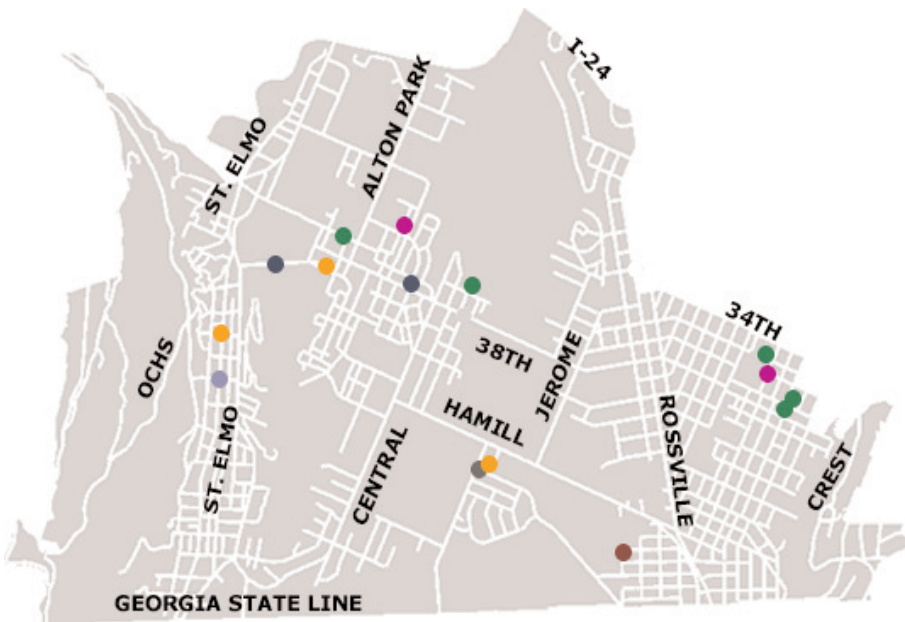 I-24
ST. ELMO
ALTON PARK
34TH
38TH
OCHS
JEROME
HAMILL
ROSSVILLE
ST. ELMO
CENTRAL
CREST
GEORGIA STATE LINE